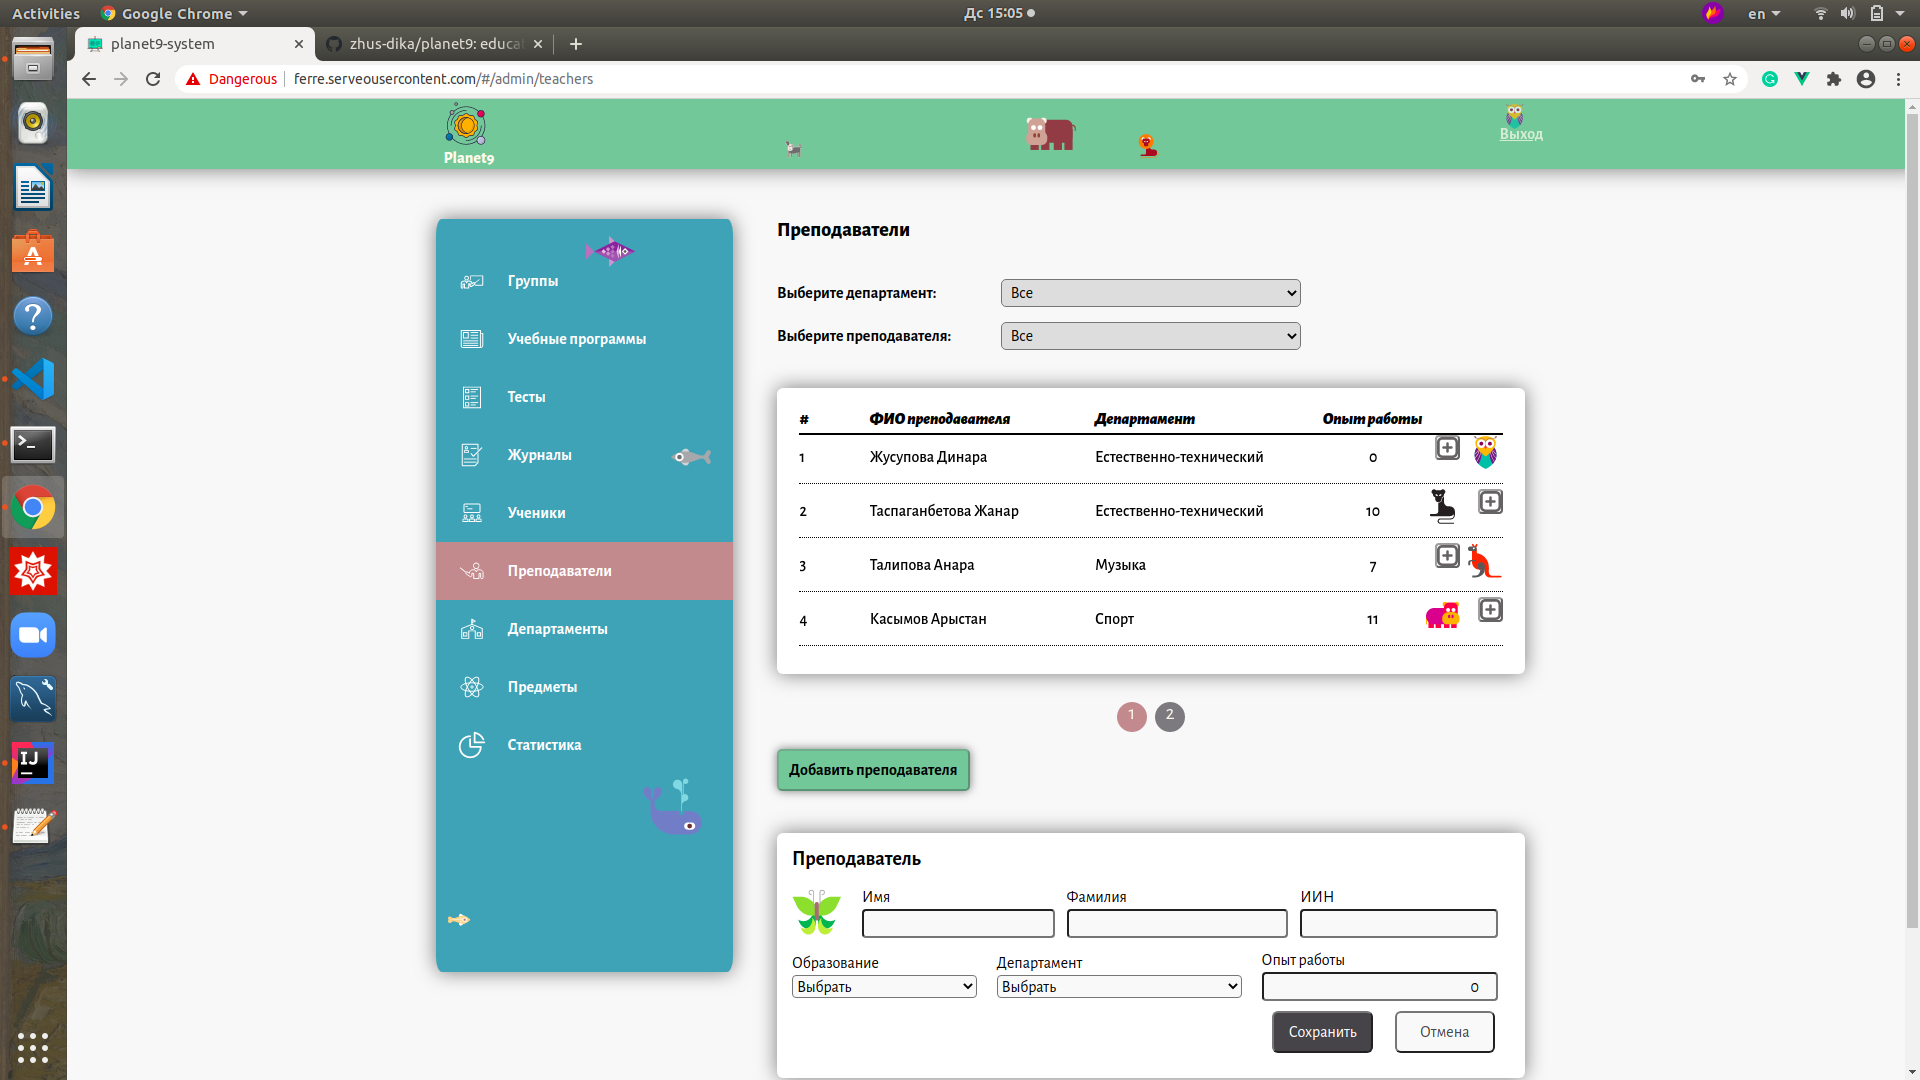 Activities
Google Chrome
Дс 15:05
en
planet9-system
zhus-dika/planet9: educa
Dangerous
ferre.serveousercontent.com/#/admin/teachers
Planet9
Выход
Группы
Учебные программы
Тесты
Журналы
Ученики
Преподаватели
Департаменты
Предметы
Статистика
Преподаватели
Выберите департамент: Все
Выберите преподавателя: Все
# ФИО преподавателя Департамент Опыт работы
1 Жусупова Динара Естественно-технический 0
2 Таспаганбетова Жанар Естественно-технический 10
3 Талипова Анара Музыка 7
4 Касымов Арыстан Спорт 11
1 2
Добавить преподавателя
Преподаватель
Имя Фамилия ИИН
Образование Департамент Опыт работы
Выбрать Выбрать 0
Сохранить Отмена